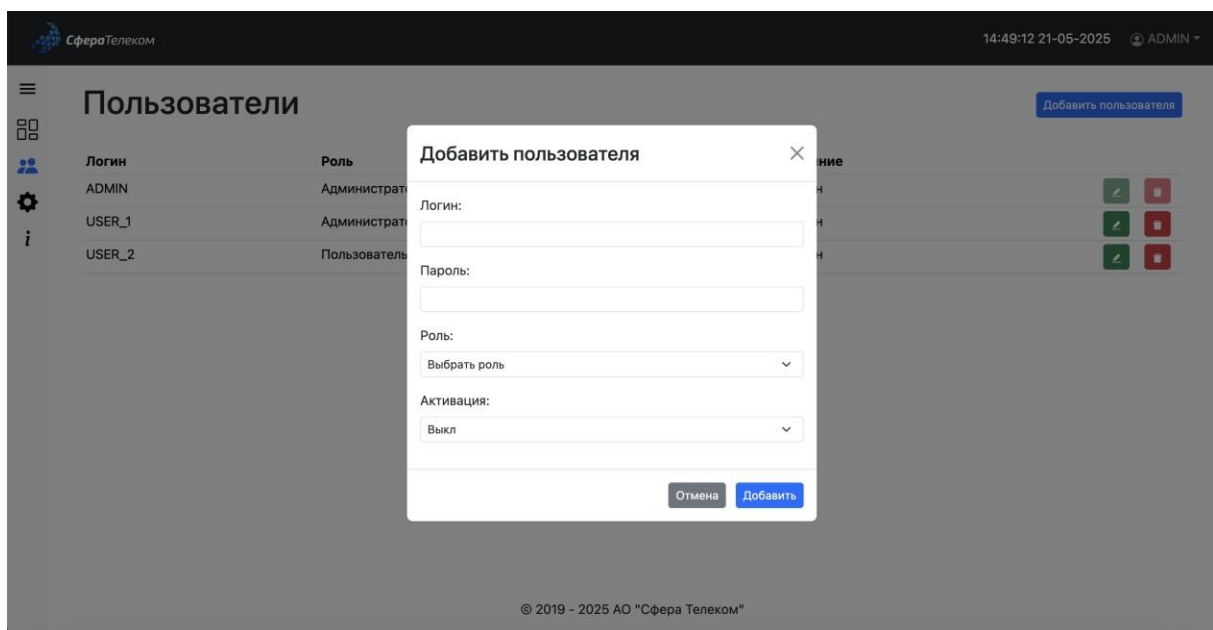 СфераТелеком 14:49:12 21-05-2025 ADMIN
Пользователи Добавить пользователя
Добавить пользователя
Логин Роль
ADMIN
USER_1
USER_2 Пользователь
Логин:
Пароль:
Роль:
Выбрать роль
Активация:
Выкл
Отмена Добавить
© 2019 - 2025 АО "Сфера Телеком"